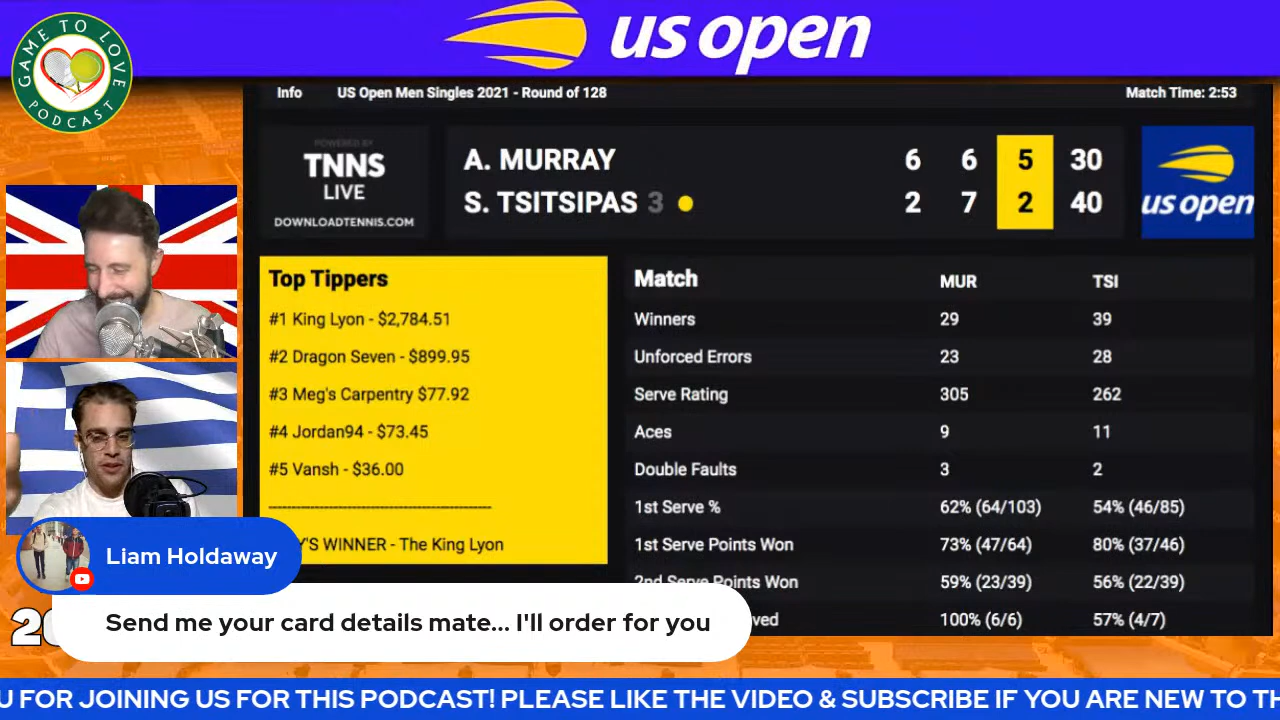 GAME TO LOVE PODCAST
us open
Info US Open Men Singles 2021 - Round of 128 Match Time: 2:53
POWERED BY
TNNS
LIVE
DOWNLOADTENNIS.COM
A. MURRAY 6 6 5 30
S. TSITSIPAS 3 2 7 2 40
us open
Top Tippers
#1 King Lyon - $2,784.51
#2 Dragon Seven - $899.95
#3 Meg's Carpentry $77.92
#4 Jordan94 - $73.45
#5 Vansh - $36.00
----------------------------------------------
Y'S WINNER - The King Lyon
Match MUR TSI
Winners 29 39
Unforced Errors 23 28
Serve Rating 305 262
Aces 9 11
Double Faults 3 2
1st Serve % 62% (64/103) 54% (46/85)
1st Serve Points Won 73% (47/64) 80% (37/46)
2nd Serve Points Won 59% (23/39) 56% (22/39)
ved 100% (6/6) 57% (4/7)
Liam Holdaway
Send me your card details mate... I'll order for you
U FOR JOINING US FOR THIS PODCAST! PLEASE LIKE THE VIDEO & SUBSCRIBE IF YOU ARE NEW TO TH